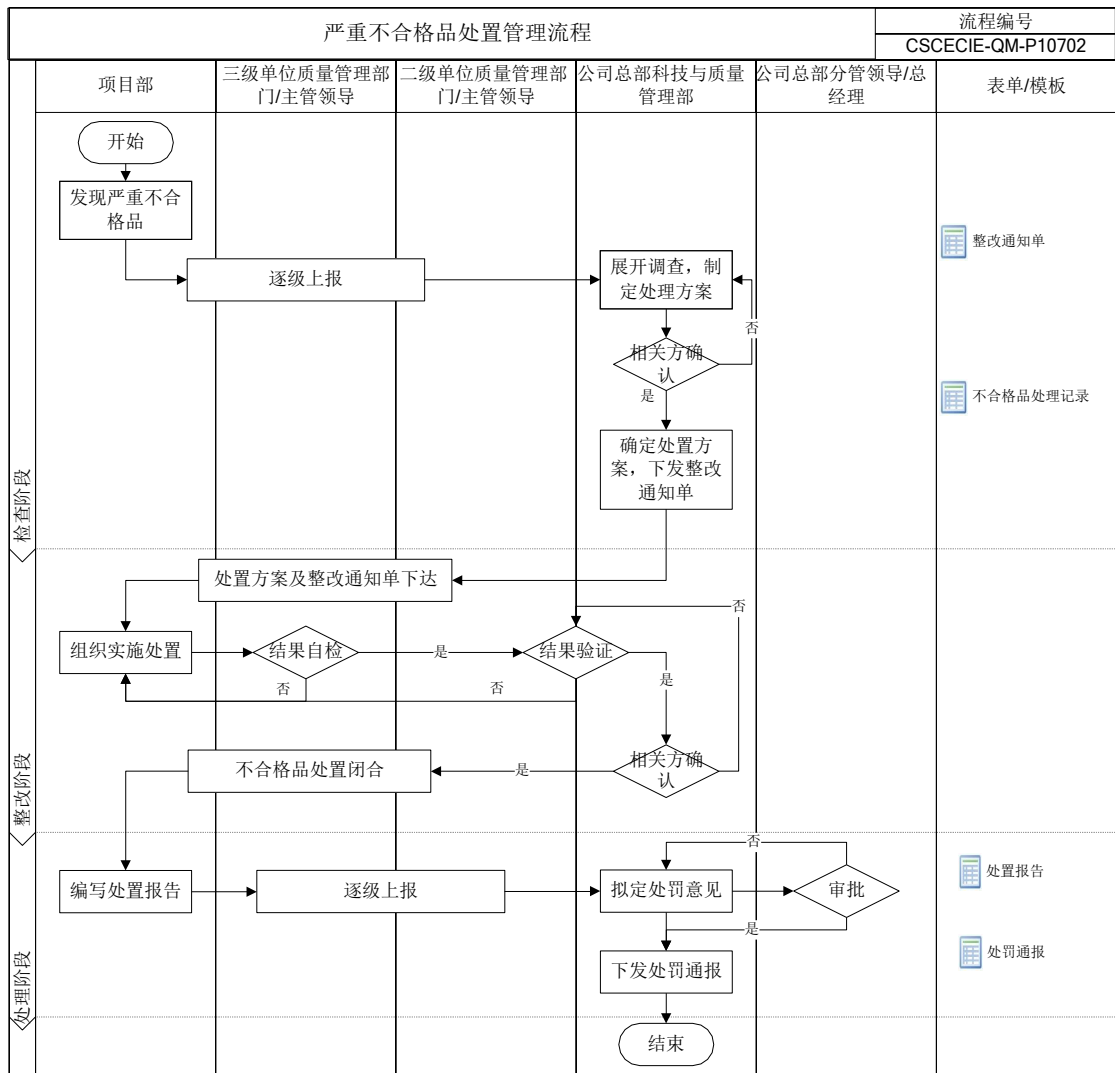 严重不合格品处置管理流程
流程编号
CSCECIE-QM-P10702
项目部
三级单位质量管理部
门/主管领导
二级单位质量管理部
门/主管领导
公司总部科技与质量
管理部
公司总部分管领导/总
经理
表单/模板
开始
发现严重不合
格品
逐级上报
展开调查，制
定处理方案
整改通知单
否
相关方确
认
是
不合格品处理记录
确定处置方
案，下发整改
通知单
检查阶段
处置方案及整改通知单下达
否
组织实施处置
结果自检
是
结果验证
否
否
是
不合格品处置闭合
是
相关方确
认
整改阶段
否
编写处置报告
逐级上报
拟定处罚意见
审批
处置报告
是
下发处罚通报
处罚通报
处理阶段
结束